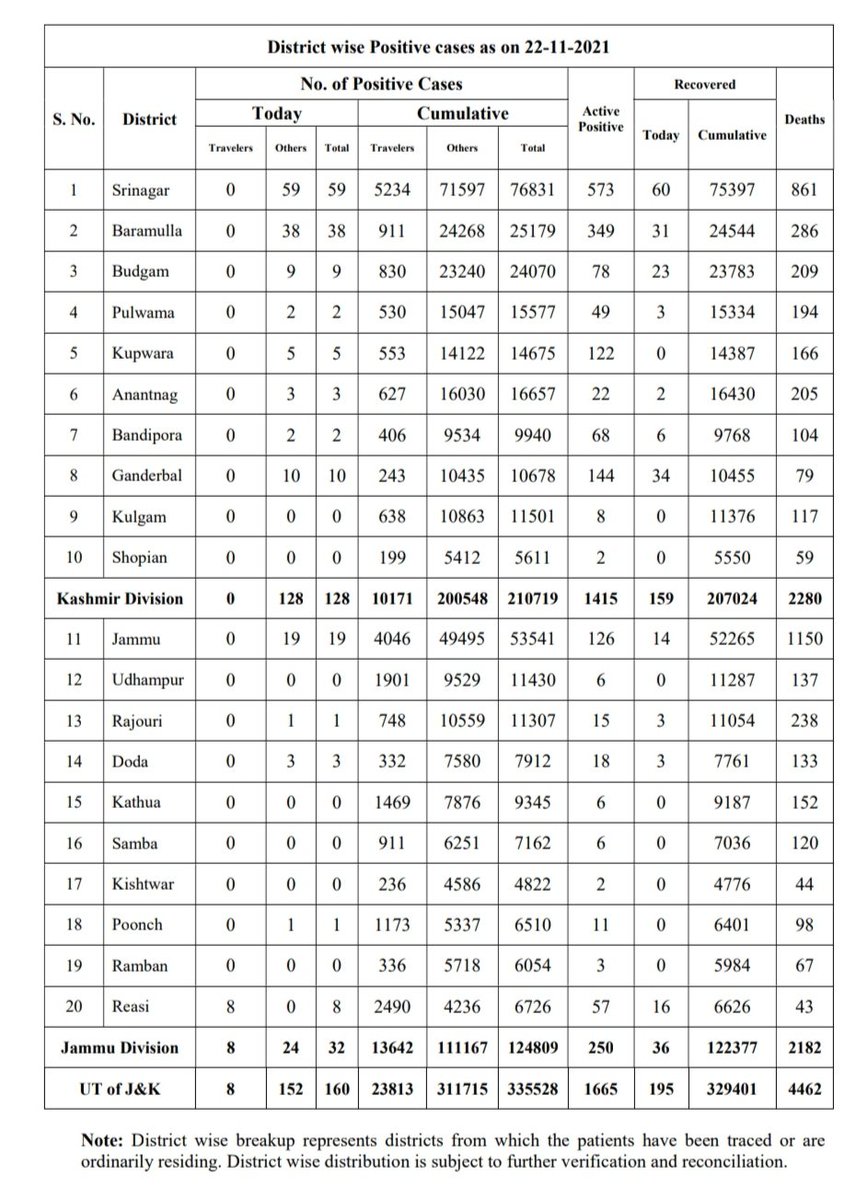 District wise Positive cases as on 22-11-2021
S. No. District No. of Positive Cases Active Positive Recovered Deaths
Today Cumulative Today Cumulative
Travelers Others Total Travelers Others Total
1 Srinagar 0 59 59 5234 71597 76831 573 60 75397 861
2 Baramulla 0 38 38 911 24268 25179 349 31 24544 286
3 Budgam 0 9 9 830 23240 24070 78 23 23783 209
4 Pulwama 0 2 2 530 15047 15577 49 3 15334 194
5 Kupwara 0 5 5 553 14122 14675 122 0 14387 166
6 Anantnag 0 3 3 627 16030 16657 22 2 16430 205
7 Bandipora 0 2 2 406 9534 9940 68 6 9768 104
8 Ganderbal 0 10 10 243 10435 10678 144 34 10455 79
9 Kulgam 0 0 0 638 10863 11501 8 0 11376 117
10 Shopian 0 0 0 199 5412 5611 2 0 5550 59
Kashmir Division 0 128 128 10171 200548 210719 1415 159 207024 2280
11 Jammu 0 19 19 4046 49495 53541 126 14 52265 1150
12 Udhampur 0 0 0 1901 9529 11430 6 0 11287 137
13 Rajouri 0 1 1 748 10559 11307 15 3 11054 238
14 Doda 0 3 3 332 7580 7912 18 3 7761 133
15 Kathua 0 0 0 1469 7876 9345 6 0 9187 152
16 Samba 0 0 0 911 6251 7162 6 0 7036 120
17 Kishtwar 0 0 0 236 4586 4822 2 0 4776 44
18 Poonch 0 1 1 1173 5337 6510 11 0 6401 98
19 Ramban 0 0 0 336 5718 6054 3 0 5984 67
20 Reasi 8 0 8 2490 4236 6726 57 16 6626 43
Jammu Division 8 24 32 13642 111167 124809 250 36 122377 2182
UT of J&K 8 152 160 23813 311715 335528 1665 195 329401 4462
Note: District wise breakup represents districts from which the patients have been traced or are
ordinarily residing. District wise distribution is subject to further verification and reconciliation.